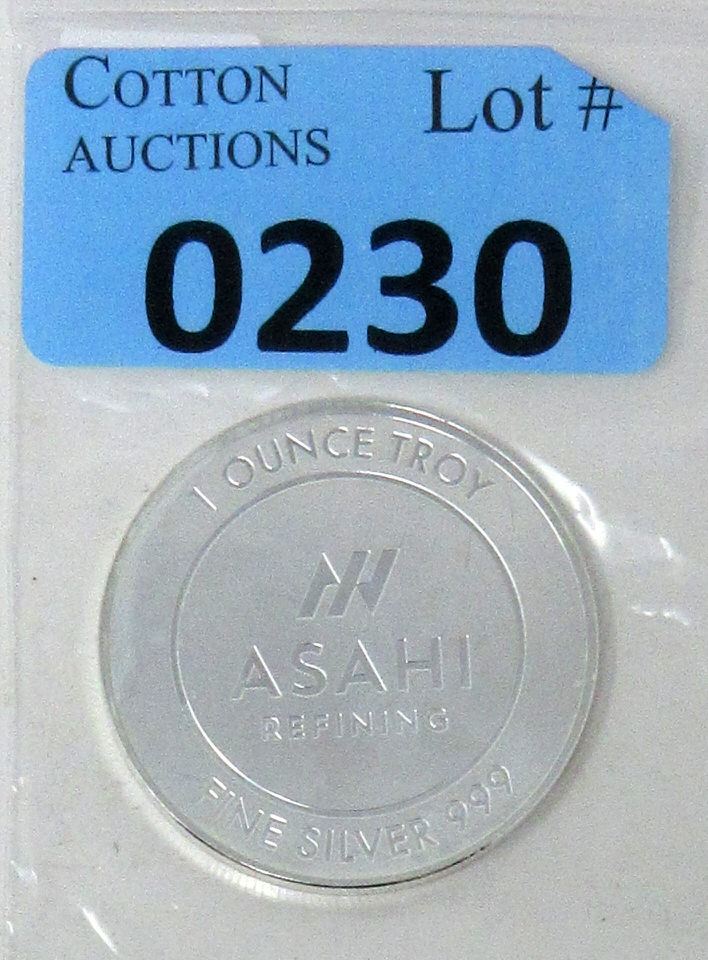 COTTON
AUCTIONS
Lot #
0230
1 OUNCE TROY
ASAHI
REFINING
FINE SILVER 999